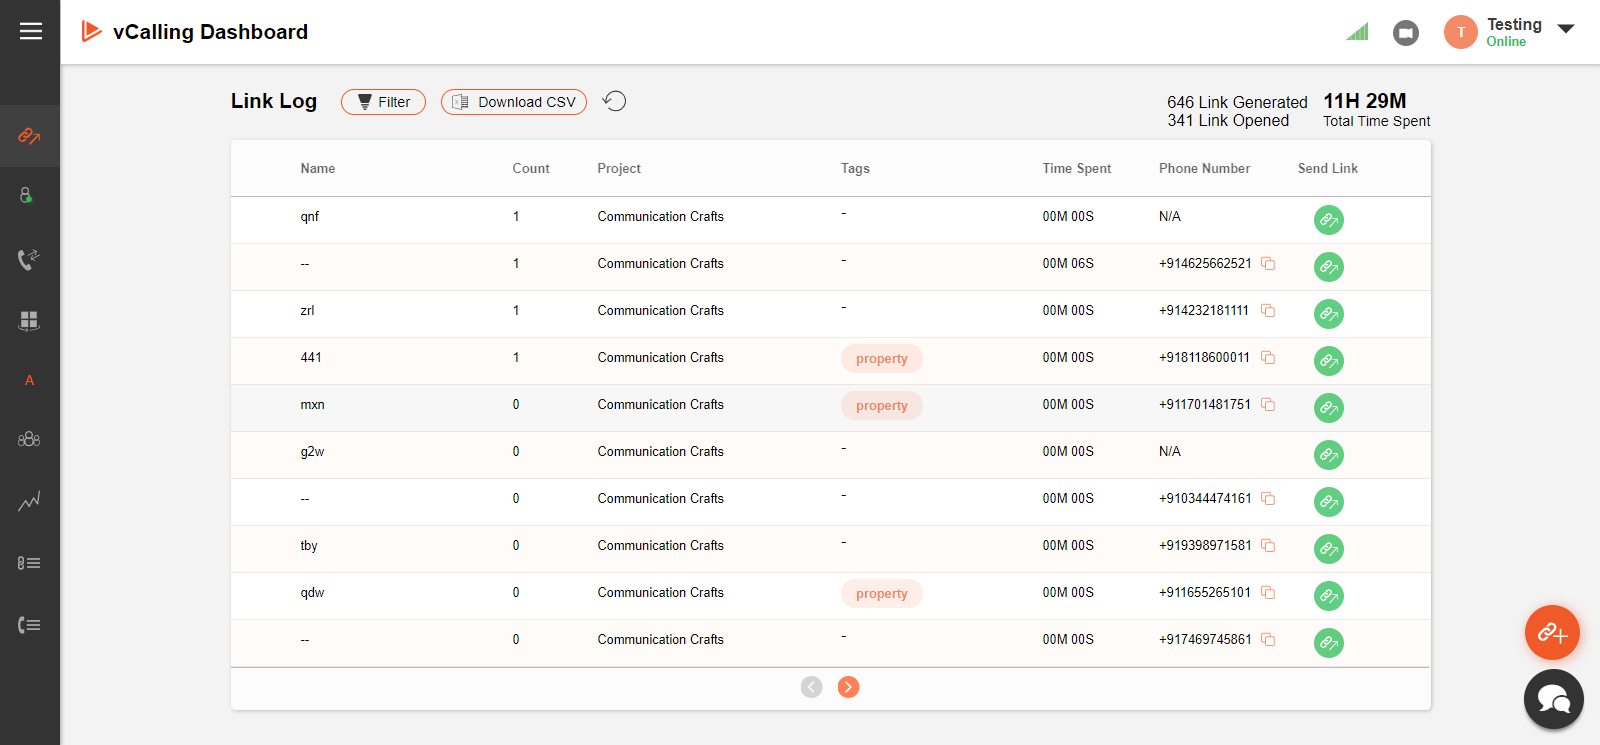 vCalling Dashboard
T
Testing
Online
Link Log
Filter
Download CSV
646 Link Generated
341 Link Opened
11H 29M
Total Time Spent
Name Count Project Tags Time Spent Phone Number Send Link
qnf 1 Communication Crafts - 00M 00S N/A
-- 1 Communication Crafts - 00M 06S +914625662521
zrl 1 Communication Crafts - 00M 00S +914232181111
441 1 Communication Crafts property 00M 00S +918118600011
mxn 0 Communication Crafts property 00M 00S +911701481751
g2w 0 Communication Crafts - 00M 00S N/A
-- 0 Communication Crafts - 00M 00S +910344474161
tby 0 Communication Crafts - 00M 00S +919398971581
qdw 0 Communication Crafts property 00M 00S +911655265101
-- 0 Communication Crafts - 00M 00S +917469745861
A